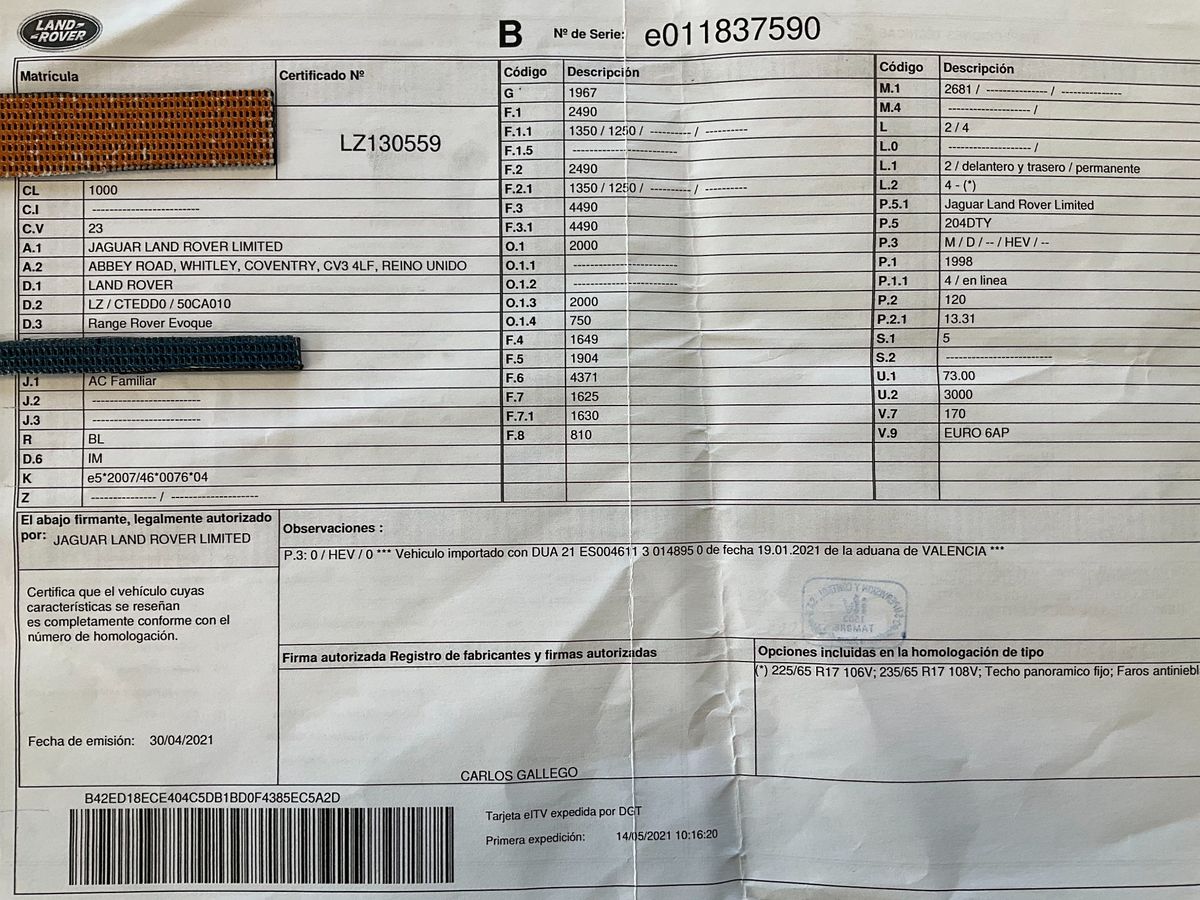 LAND-
-ROVER
B Nº de Serie: e011837590
Matrícula
Certificado Nº
LZ130559
CL 1000
C.I -------------------------
C.V 23
A.1 JAGUAR LAND ROVER LIMITED
A.2 ABBEY ROAD, WHITLEY, COVENTRY, CV3 4LF, REINO UNIDO
D.1 LAND ROVER
D.2 LZ / CTEDD0 / 50CA010
D.3 Range Rover Evoque
J.1 AC Familiar
J.2 -------------------------
J.3 -------------------------
R BL
D.6 IM
K e5*2007/46*0076*04
Z --------------- / --------------------
Código Descripción
G 1967
F.1 2490
F.1.1 1350 / 1250 / --------- / ----------
F.1.5 -------------------------
F.2 2490
F.2.1 1350 / 1250 / --------- / ----------
F.3 4490
F.3.1 4490
O.1 2000
O.1.1 -------------------------
O.1.2 -------------------------
O.1.3 2000
O.1.4 750
F.4 1649
F.5 1904
F.6 4371
F.7 1625
F.7.1 1630
F.8 810
Código Descripción
M.1 2681 / -------------- / --------------
M.4 ------------------- /
L 2 / 4
L.0 ------------------- /
L.1 2 / delantero y trasero / permanente
L.2 4 - (*)
P.5.1 Jaguar Land Rover Limited
P.5 204DTY
P.3 M / D / -- / HEV / --
P.1 1998
P.1.1 4 / en linea
P.2 120
P.2.1 13.31
S.1 5
S.2 -------------------------
U.1 73.00
U.2 3000
V.7 170
V.9 EURO 6AP
El abajo firmante, legalmente autorizado
por: JAGUAR LAND ROVER LIMITED
Certifica que el vehículo cuyas
características se reseñan
es completamente conforme con el
número de homologación.
Fecha de emisión: 30/04/2021
Observaciones :
P.3: 0 / HEV / 0 *** Vehiculo importado con DUA 21 ES004611 3 014895 0 de fecha 19.01.2021 de la aduana de VALENCIA ***
Firma autorizada Registro de fabricantes y firmas autorizadas
CARLOS GALLEGO
Opciones incluidas en la homologación de tipo
(*) 225/65 R17 106V; 235/65 R17 108V; Techo panoramico fijo; Faros antiniebl
B42ED18ECE404C5DB1BD0F4385EC5A2D
Tarjeta eITV expedida por DGT
Primera expedición: 14/05/2021 10:16:20